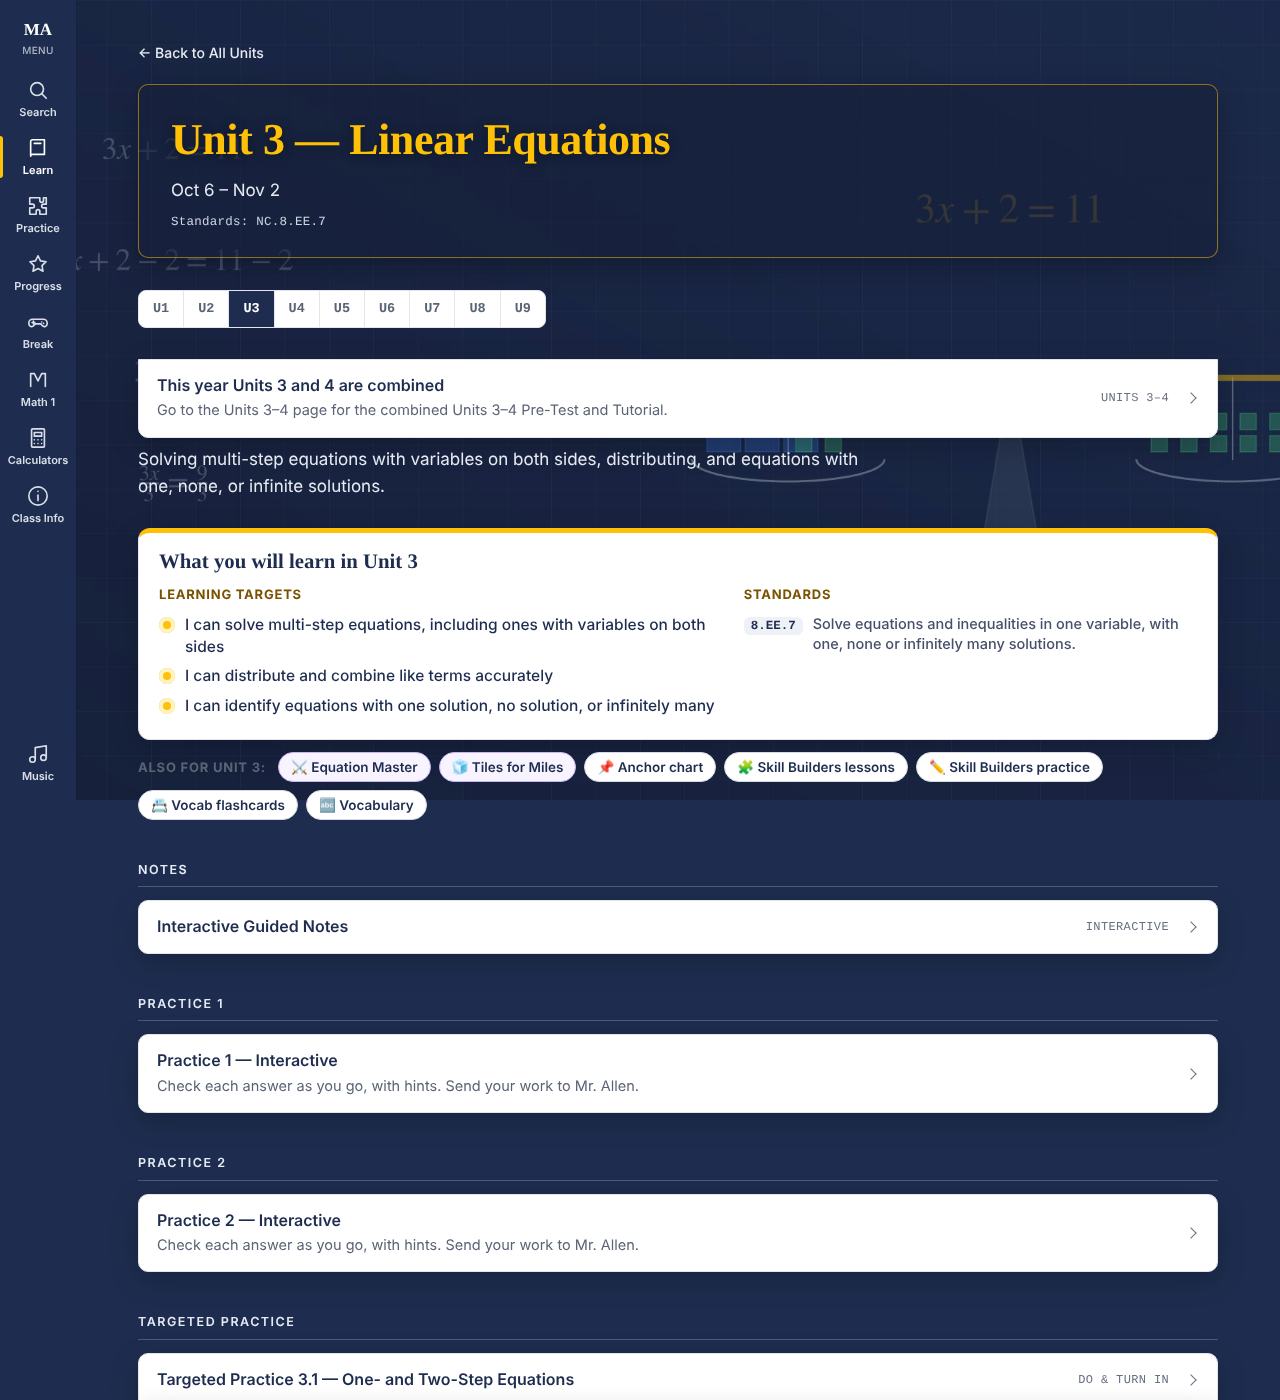 MA
MENU
Search
Learn
Practice
Progress
Break
Math 1
Calculators
Class Info
Music
← Back to All Units
Unit 3 — Linear Equations
Oct 6 – Nov 2
Standards: NC.8.EE.7
3x + 2 = 11
x + 2 − 2 = 11 − 2
U1 U2 U3 U4 U5 U6 U7 U8 U9
This year Units 3 and 4 are combined
Go to the Units 3–4 page for the combined Units 3–4 Pre-Test and Tutorial.
UNITS 3–4
Solving multi-step equations with variables on both sides, distributing, and equations with
one, none, or infinite solutions.
What you will learn in Unit 3
LEARNING TARGETS
I can solve multi-step equations, including ones with variables on both
sides
I can distribute and combine like terms accurately
I can identify equations with one solution, no solution, or infinitely many
STANDARDS
8.EE.7 Solve equations and inequalities in one variable, with
one, none or infinitely many solutions.
ALSO FOR UNIT 3: Equation Master Tiles for Miles Anchor chart Skill Builders lessons Skill Builders practice
Vocab flashcards Vocabulary
NOTES
Interactive Guided Notes INTERACTIVE
PRACTICE 1
Practice 1 — Interactive
Check each answer as you go, with hints. Send your work to Mr. Allen.
PRACTICE 2
Practice 2 — Interactive
Check each answer as you go, with hints. Send your work to Mr. Allen.
TARGETED PRACTICE
Targeted Practice 3.1 — One- and Two-Step Equations DO & TURN IN